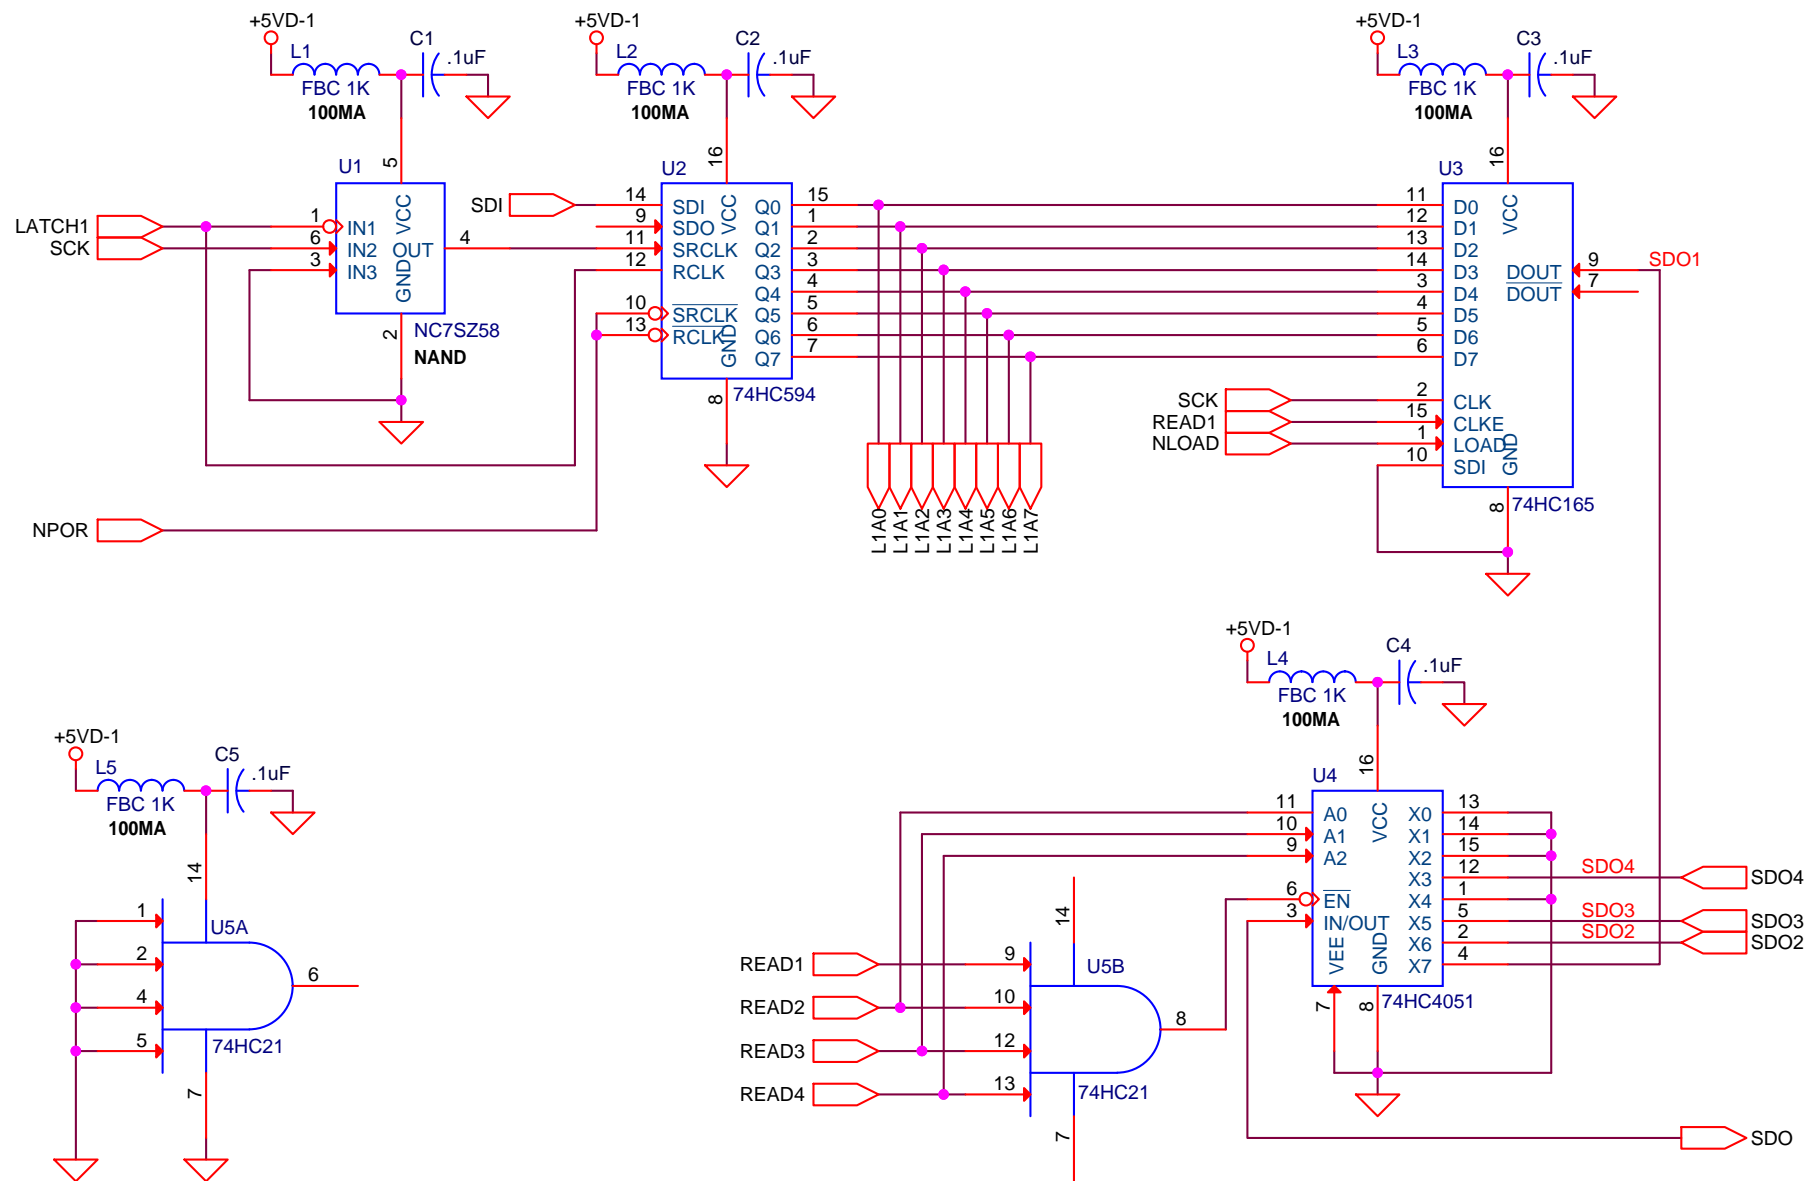 +5VD-1
L1
C1
.1uF
FBC 1K
100MA
+5VD-1
L2
C2
.1uF
FBC 1K
100MA
+5VD-1
L3
C3
.1uF
FBC 1K
100MA
U1
5
LATCH1
SCK
1
6
3
4
IN1
IN2
IN3
VCC
OUT
GND
2
NC7SZ58
NAND
U2
16
SDI
14
9
11
12
10
13
SDI
SDO
SRCLK
RCLK
SRCLK
RCLK
VCC
GND
Q0
Q1
Q2
Q3
Q4
Q5
Q6
Q7
15
1
2
3
4
5
6
7
8
74HC594
NPOR
L1A0
L1A1
L1A2
L1A3
L1A4
L1A5
L1A6
L1A7
U3
16
11
12
13
14
3
4
5
6
D0
D1
D2
D3
D4
D5
D6
D7
VCC
DOUT
DOUT
9
7
SDO1
SCK
READ1
NLOAD
2
15
1
10
CLK
CLKE
LOAD
SDI
GND
8
74HC165
+5VD-1
L4
C4
.1uF
FBC 1K
100MA
+5VD-1
L5
C5
.1uF
FBC 1K
100MA
14
U5A
1
2
4
5
6
74HC21
7
READ1
READ2
READ3
READ4
9
10
12
13
14
U5B
8
74HC21
7
U4
16
11
10
9
6
3
A0
A1
A2
EN
IN/OUT
VEE
VCC
GND
X0
X1
X2
X3
X4
X5
X6
X7
13
14
15
12
1
5
2
4
SDO4
SDO3
SDO2
SDO4
SDO3
SDO2
7
8
74HC4051
SDO